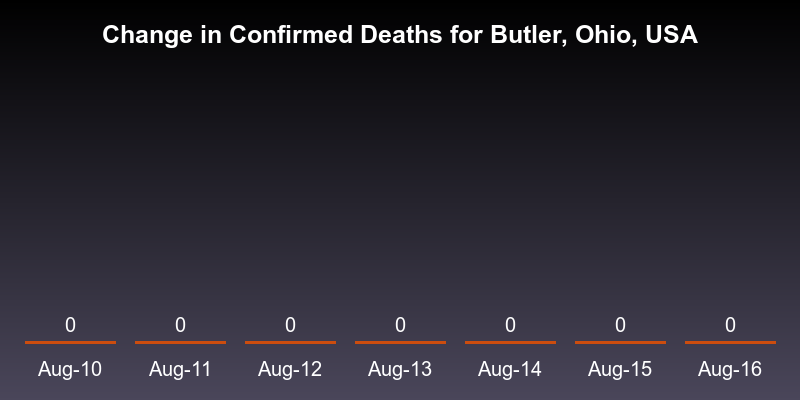 Change in Confirmed Deaths for Butler, Ohio, USA
0 0 0 0 0 0 0
Aug-10 Aug-11 Aug-12 Aug-13 Aug-14 Aug-15 Aug-16